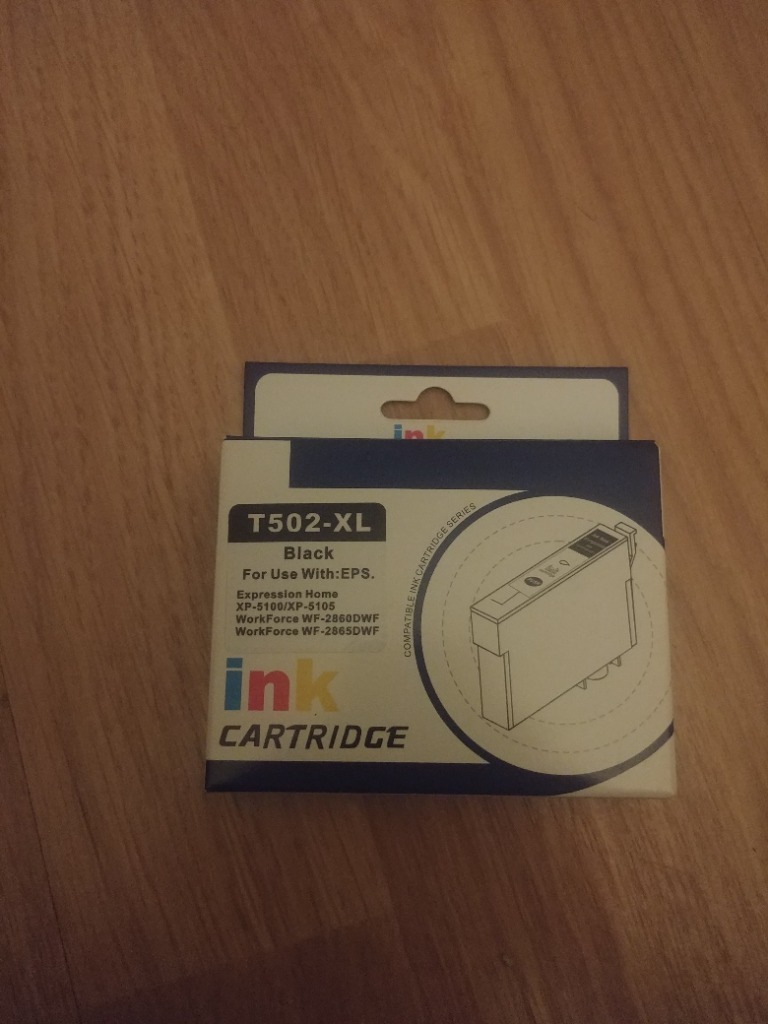 ink
T502-XL
Black
For Use With:EPS.
Expression Home
XP-5100/XP-5105
WorkForce WF-2860DWF
WorkForce WF-2865DWF
COMPATIBLE INK CARTRIDGE SERIES
ink
CARTRIDGE